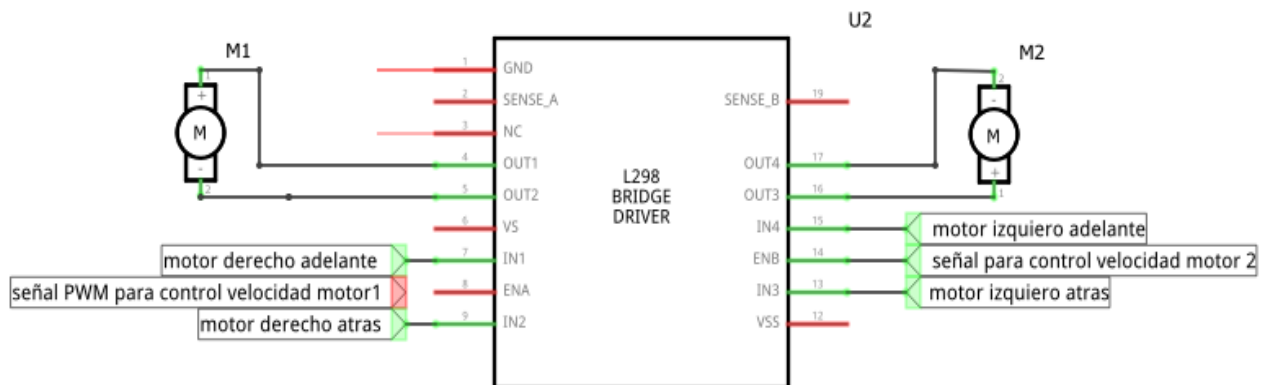 U2
M1
M2
1
GND
1
+
M
-
2
2
SENSE_A
3
NC
4
OUT1
5
OUT2
6
VS
7
IN1
8
ENA
9
IN2
L298
BRIDGE
DRIVER
SENSE_B
19
OUT4
17
OUT3
16
IN4
15
ENB
14
IN3
13
VSS
12
2
-
M
+
1
motor derecho adelante
señal PWM para control velocidad motor1
motor derecho atras
motor izquiero adelante
señal para control velocidad motor 2
motor izquiero atras